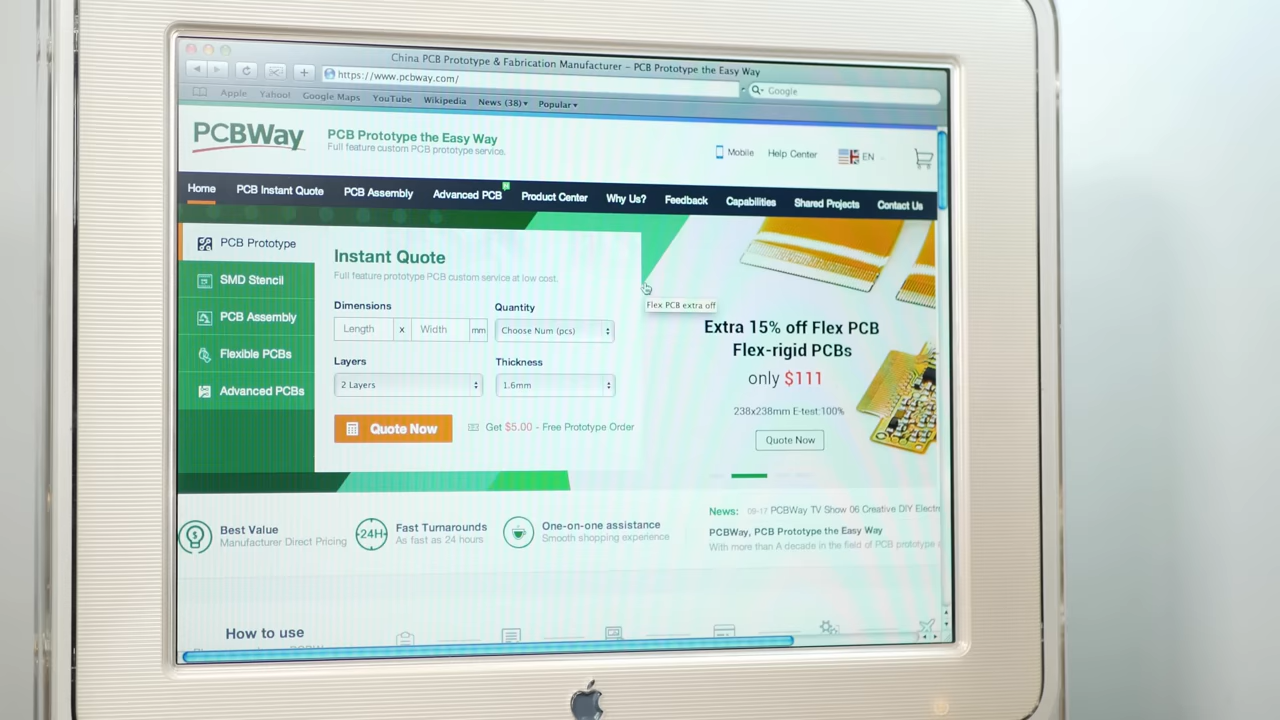 China PCB Prototype & Fabrication Manufacturer – PCB Prototype the Easy Way
https://www.pcbway.com/
Google
Apple Yahoo! Google Maps YouTube Wikipedia News (38) Popular
PCBWay
PCB Prototype the Easy Way
Full feature custom PCB prototype service.
Mobile Help Center EN
Home PCB Instant Quote PCB Assembly Advanced PCB Product Center Why Us? Feedback Capabilities Shared Projects Contact Us
PCB Prototype
SMD Stencil
PCB Assembly
Flexible PCBs
Advanced PCBs
Instant Quote
Full feature prototype PCB custom service at low cost.
Dimensions Quantity
Length x Width mm Choose Num (pcs)
Layers Thickness
2 Layers 1.6mm
Quote Now Get $5.00 - Free Prototype Order
Flex PCB extra off
Extra 15% off Flex PCB
Flex-rigid PCBs
only $111
238x238mm E-test:100%
Quote Now
Best Value
Manufacturer Direct Pricing
24H+
Fast Turnarounds
As fast as 24 hours
One-on-one assistance
Smooth shopping experience
News: 09-17 PCBWay TV Show 06 Creative DIY Electr
PCBWay, PCB Prototype the Easy Way
With more than A decade in the field of PCB prototype
How to use